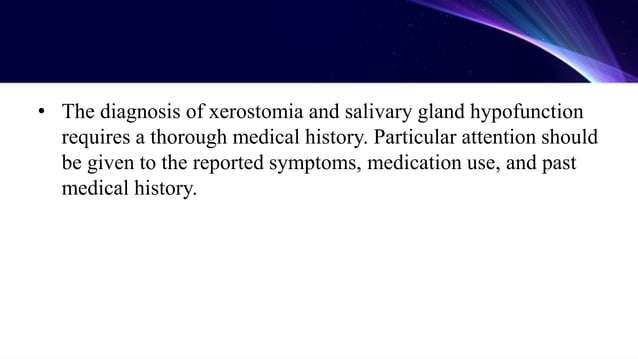 • The diagnosis of xerostomia and salivary gland hypofunction
requires a thorough medical history. Particular attention should
be given to the reported symptoms, medication use, and past
medical history.